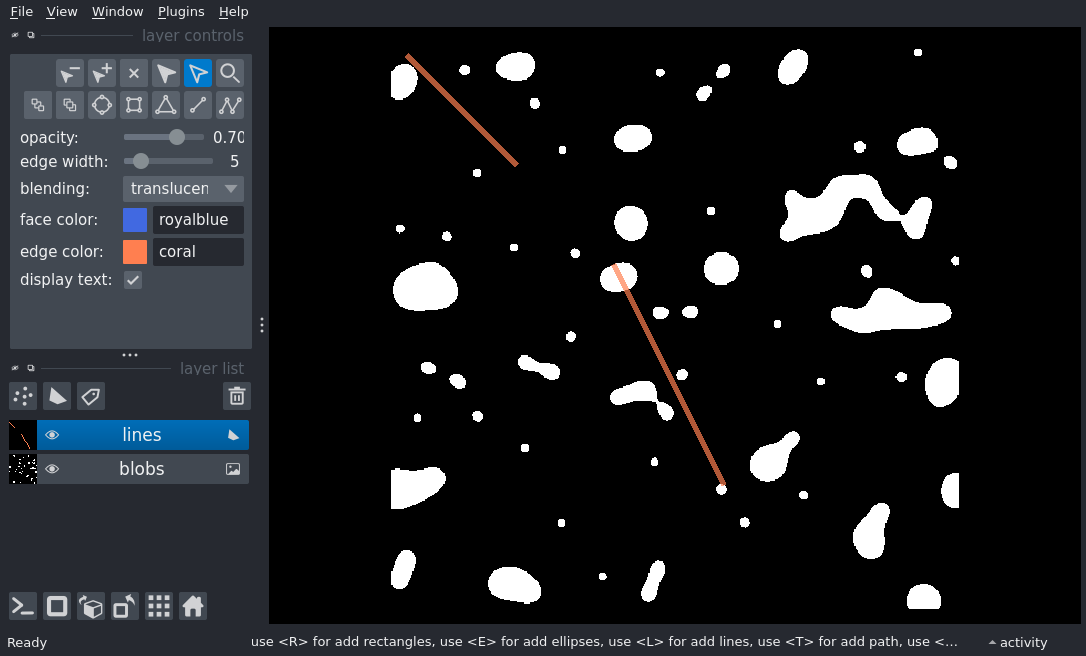 File View Window Plugins Help
layer controls
opacity: 0.70
edge width: 5
blending: translucen
face color: royalblue
edge color: coral
display text:
layer list
lines
blobs
Ready use <R> for add rectangles, use <E> for add ellipses, use <L> for add lines, use <T> for add path, use <... activity